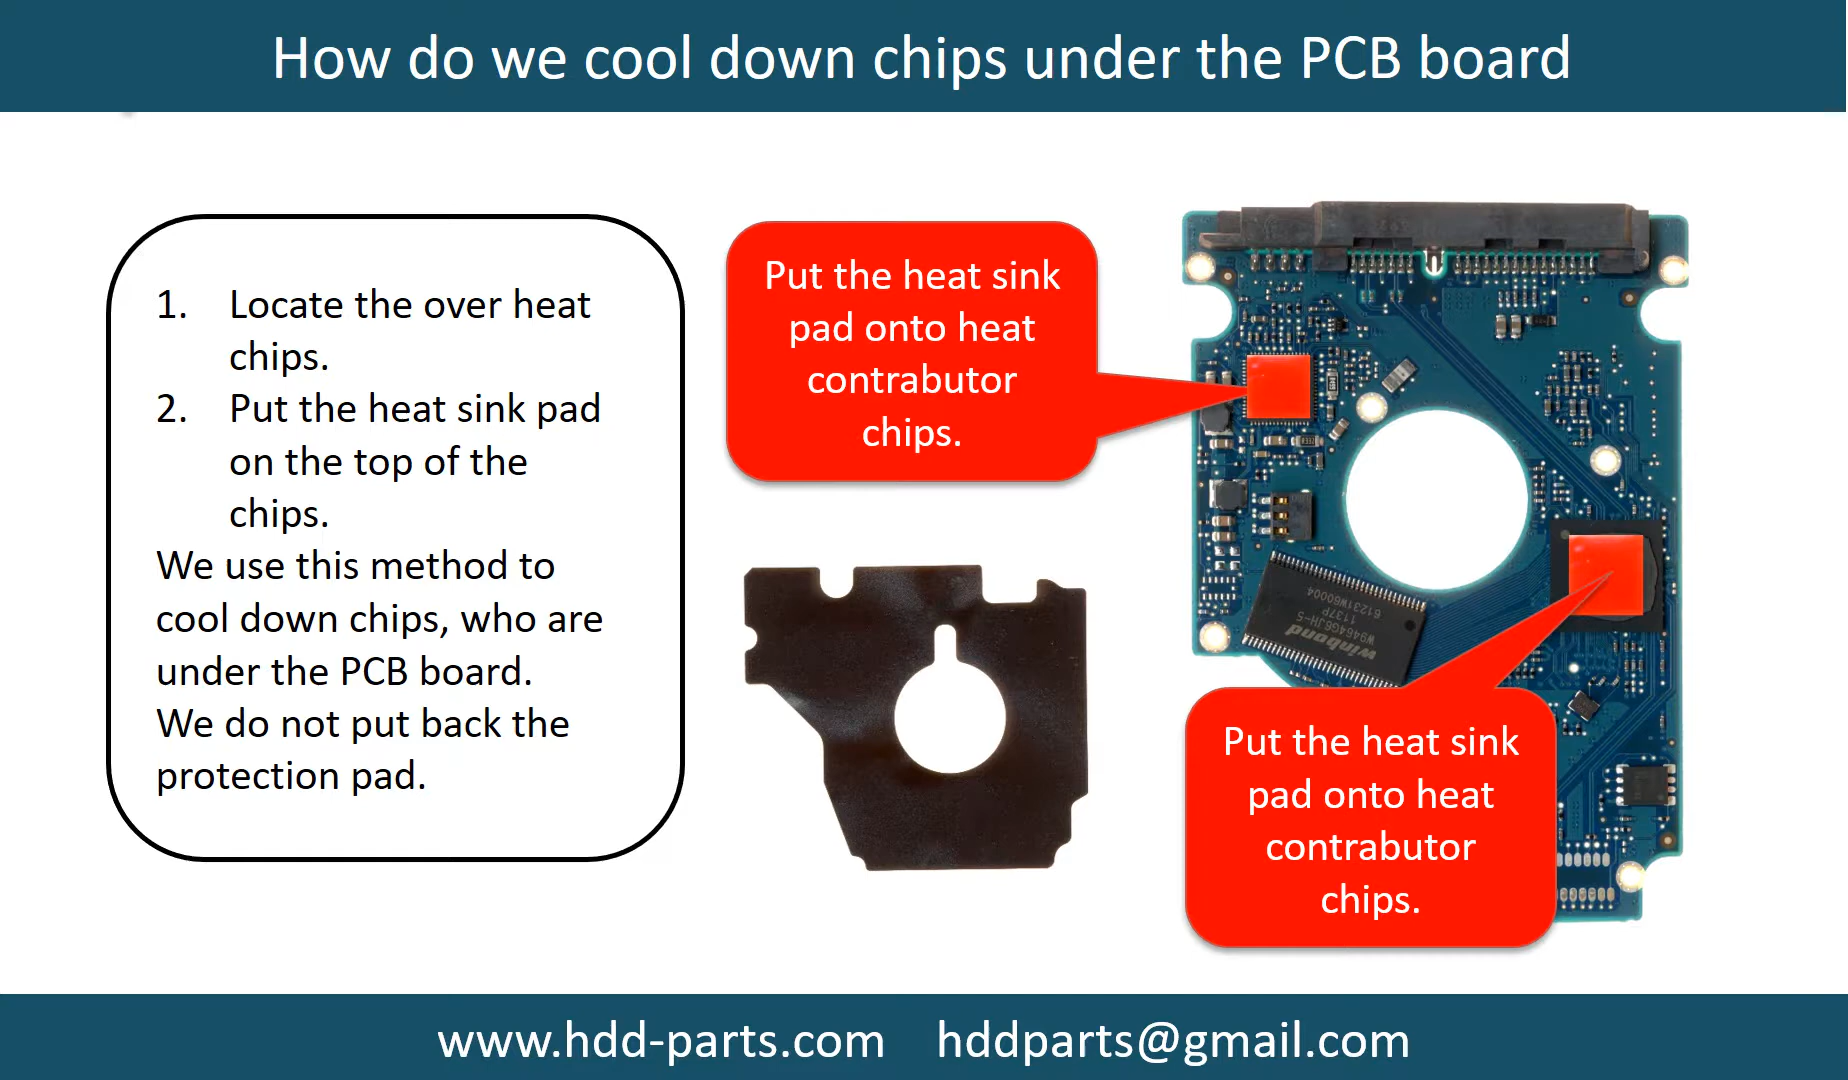 How do we cool down chips under the PCB board
1. Locate the over heat
chips.
2. Put the heat sink pad
on the top of the
chips.
We use this method to
cool down chips, who are
under the PCB board.
We do not put back the
protection pad.
Put the heat sink
pad onto heat
contrabutor
chips.
winbond
W9464G6JH-5
1137P
61231W60004
Put the heat sink
pad onto heat
contrabutor
chips.
www.hdd-parts.com hddparts@gmail.com